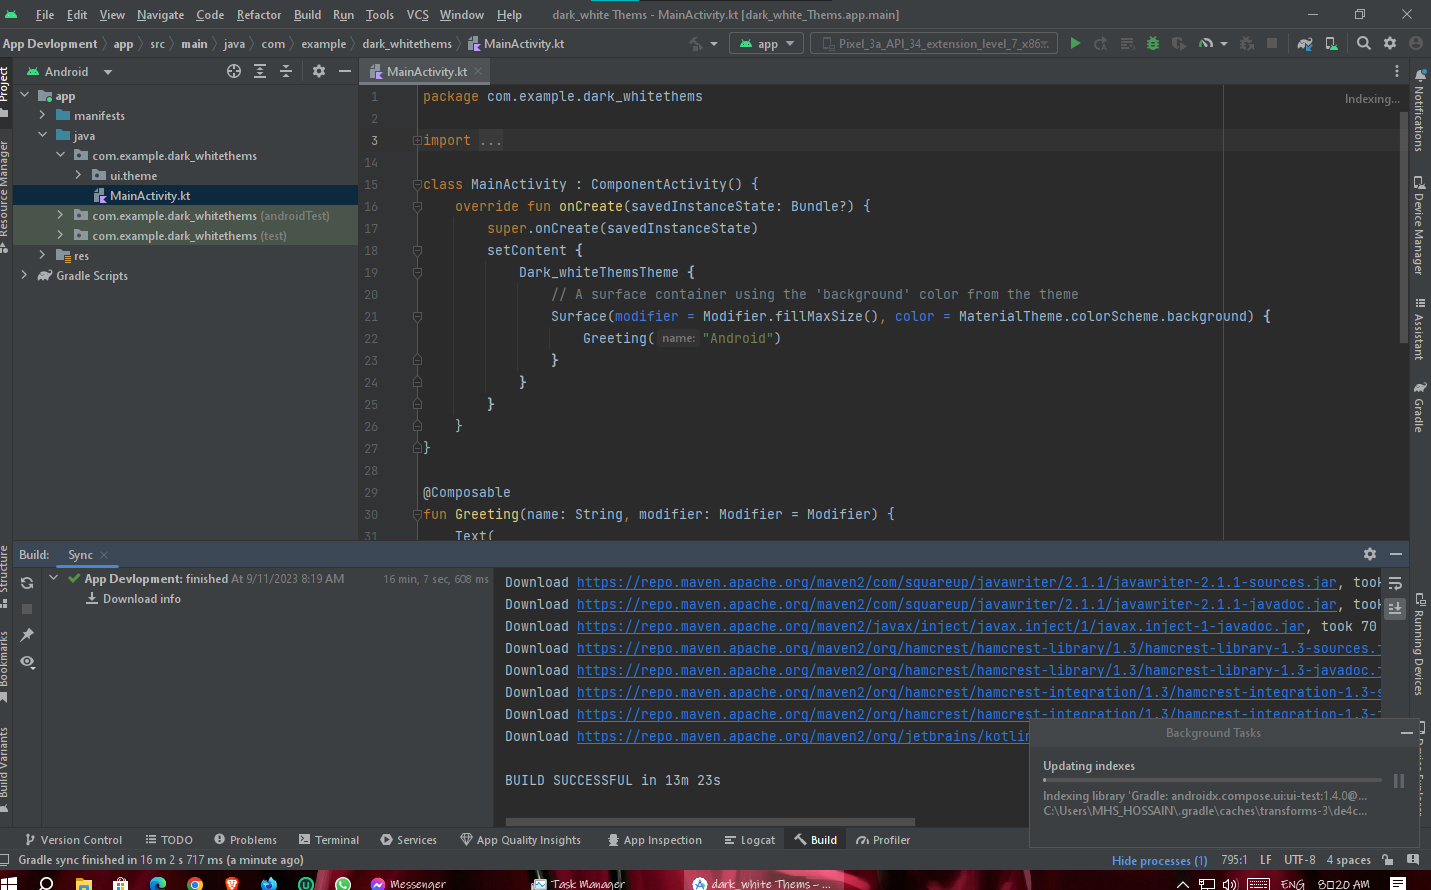 File Edit View Navigate Code Refactor Build Run Tools VCS Window Help dark_white Thems - MainActivity.kt [dark_white_Thems.app.main]
App Devlopment app src main java com example dark_whitethems MainActivity.kt app Pixel_3a_API_34_extension_level_7_x86...
Android
MainActivity.kt
Project
Resource Manager
Structure
Bookmarks
Build Variants
app
manifests
java
com.example.dark_whitethems
ui.theme
MainActivity.kt
com.example.dark_whitethems (androidTest)
com.example.dark_whitethems (test)
res
Gradle Scripts
Indexing...
1 package com.example.dark_whitethems
2
3 import ...
14
15 class MainActivity : ComponentActivity() {
16 override fun onCreate(savedInstanceState: Bundle?) {
17 super.onCreate(savedInstanceState)
18 setContent {
19 Dark_whiteThemsTheme {
20 // A surface container using the 'background' color from the theme
21 Surface(modifier = Modifier.fillMaxSize(), color = MaterialTheme.colorScheme.background) {
22 Greeting( name: "Android")
23 }
24 }
25 }
26 }
27 }
28
29 @Composable
30 fun Greeting(name: String, modifier: Modifier = Modifier) {
31 Text(
Notifications
Device Manager
Assistant
Gradle
Running Devices
Build: Sync
App Devlopment: finished At 9/11/2023 8:19 AM 16 min, 7 sec, 608 ms
Download info
Download https://repo.maven.apache.org/maven2/com/squareup/javawriter/2.1.1/javawriter-2.1.1-sources.jar, took
Download https://repo.maven.apache.org/maven2/com/squareup/javawriter/2.1.1/javawriter-2.1.1-javadoc.jar, took
Download https://repo.maven.apache.org/maven2/javax/inject/javax.inject/1/javax.inject-1-javadoc.jar, took 70
Download https://repo.maven.apache.org/maven2/org/hamcrest/hamcrest-library/1.3/hamcrest-library-1.3-sources.
Download https://repo.maven.apache.org/maven2/org/hamcrest/hamcrest-library/1.3/hamcrest-library-1.3-javadoc.
Download https://repo.maven.apache.org/maven2/org/hamcrest/hamcrest-integration/1.3/hamcrest-integration-1.3-s
Download https://repo.maven.apache.org/maven2/org/hamcrest/hamcrest-integration/1.3/hamcrest-integration-1.3-
Download https://repo.maven.apache.org/maven2/org/jetbrains/kotlin
BUILD SUCCESSFUL in 13m 23s
Background Tasks
Updating indexes
Indexing library 'Gradle: androidx.compose.ui:ui-test:1.4.0@...
C:\Users\MHS_HOSSAIN\.gradle\caches\transforms-3\de4c...
Version Control TODO Problems Terminal Services App Quality Insights App Inspection Logcat Build Profiler
Gradle sync finished in 16 m 2 s 717 ms (a minute ago) Hide processes (1) 795:1 LF UTF-8 4 spaces
Messenger Task Manager dark_white Thems - ... ENG 8:20 AM